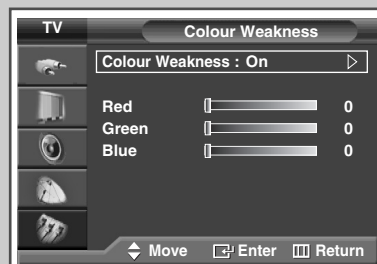 TV
Colour Weakness
Colour Weakness : On
Red 0
Green 0
Blue 0
Move Enter Return